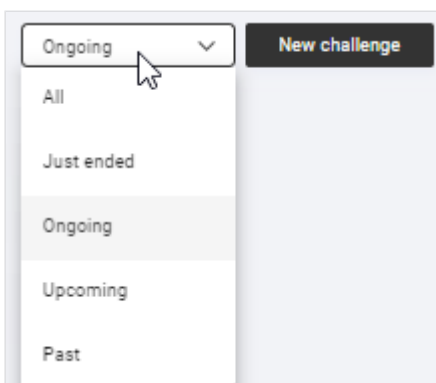 Ongoing
New challenge
All
Just ended
Ongoing
Upcoming
Past